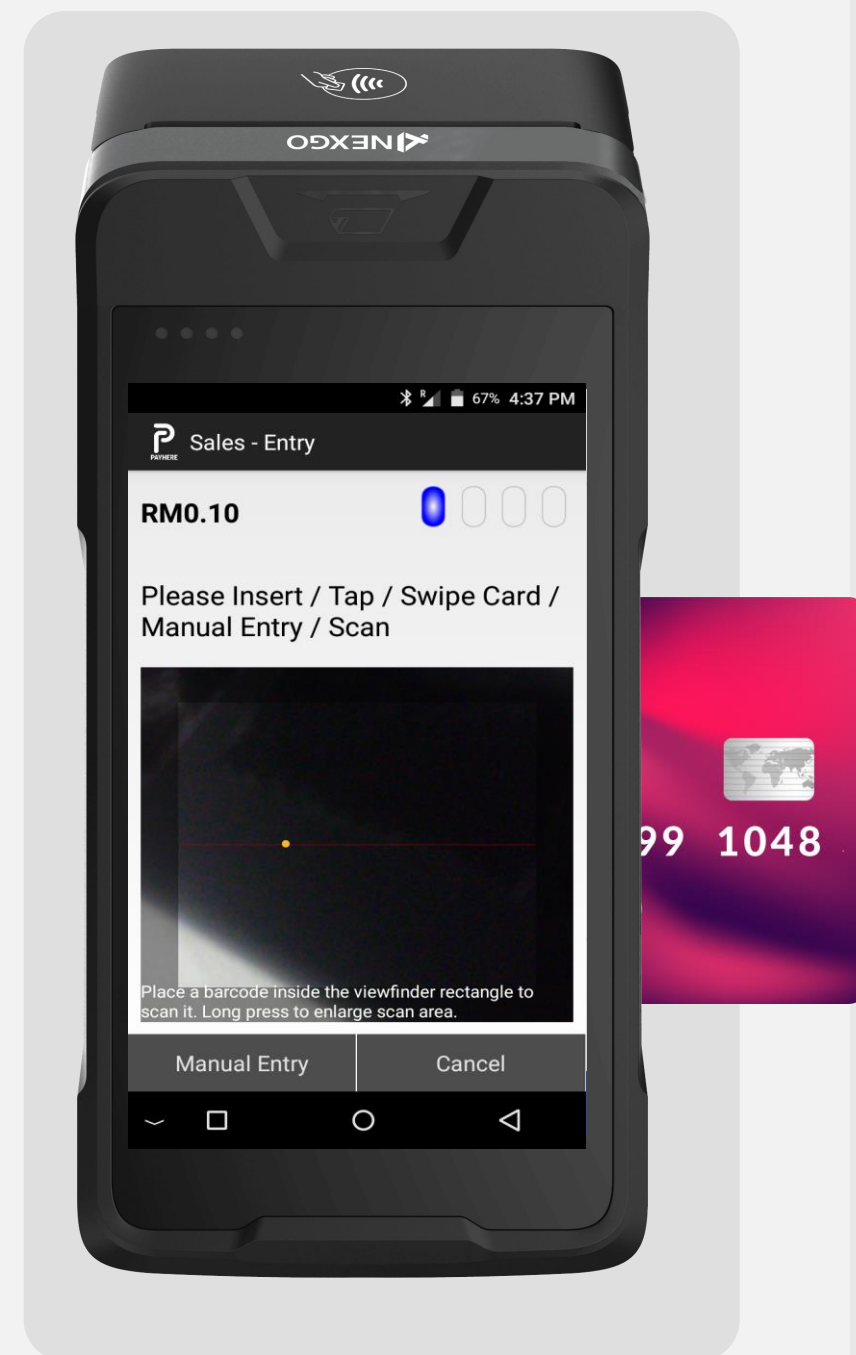 NEXGO
67% 4:37 PM
PAYHERE
Sales - Entry
RM0.10
Please Insert / Tap / Swipe Card /
Manual Entry / Scan
99 1048
Place a barcode inside the viewfinder rectangle to
scan it. Long press to enlarge scan area.
Manual Entry
Cancel